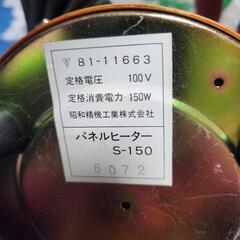 81-11663
定格電圧 100V
定格消費電力 150W
昭和精機工業株式会社
パネルヒーター
S-150
6072